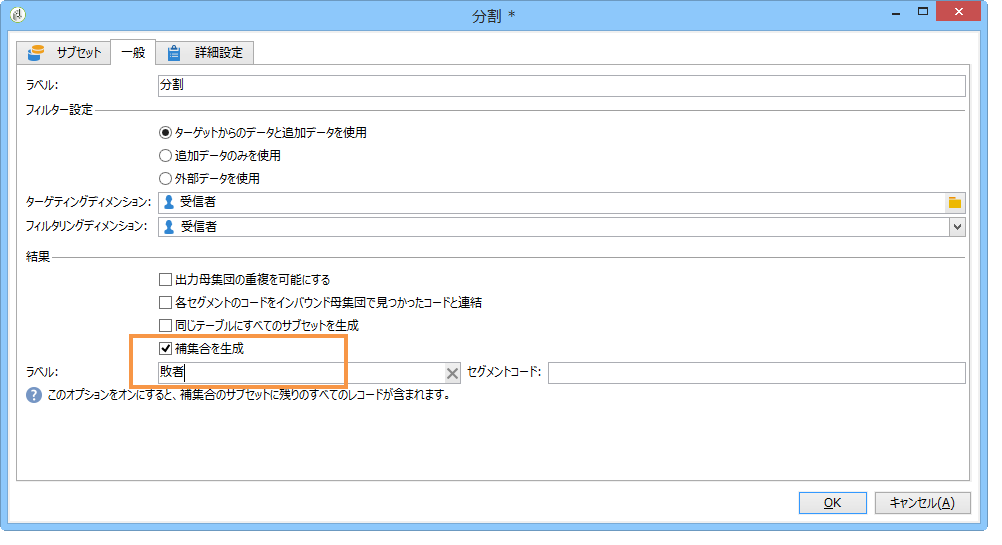 分割 *
サブセット 一般 詳細設定
ラベル: 分割
フィルター設定
ターゲットからのデータと追加データを使用
追加データのみを使用
外部データを使用
ターゲティングディメンション: 受信者
フィルタリングディメンション: 受信者
結果
出力母集団の重複を可能にする
各セグメントのコードをインバウンド母集団で見つかったコードと連結
同じテーブルにすべてのサブセットを生成
補集合を生成
ラベル: 敗者 セグメントコード:
このオプションをオンにすると、補集合のサブセットに残りのすべてのレコードが含まれます。
OK キャンセル(A)